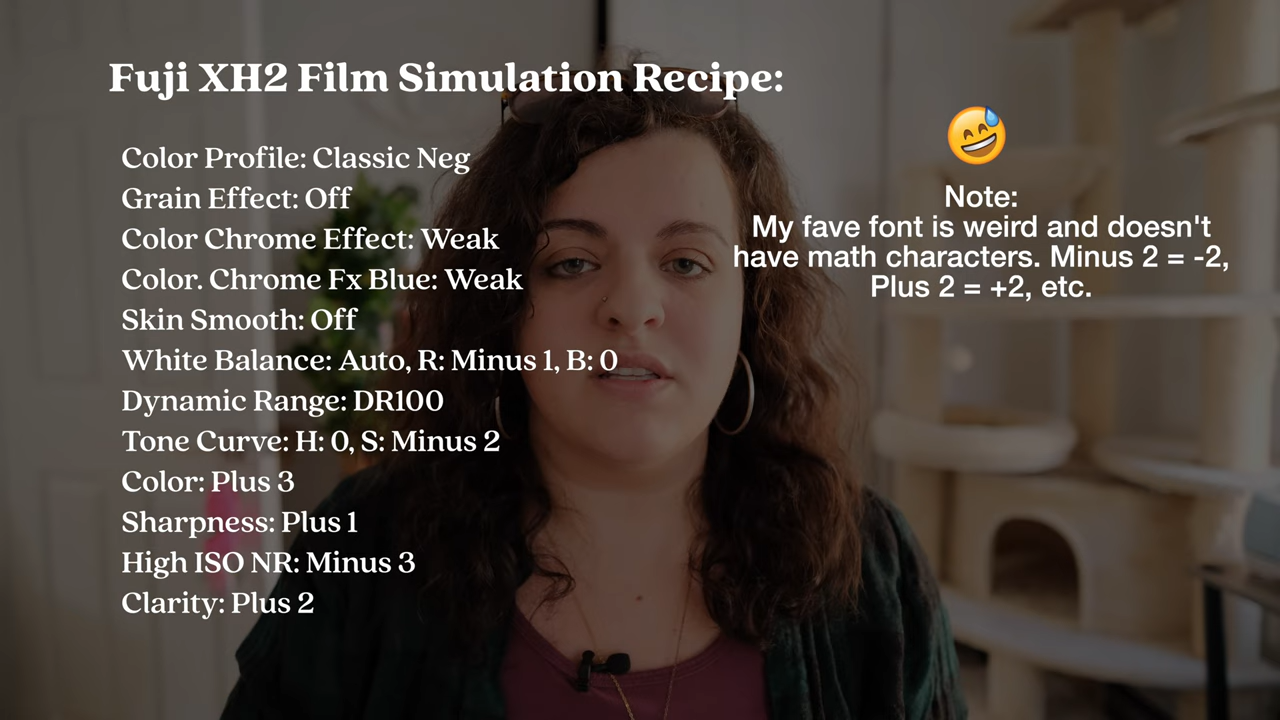 Fuji XH2 Film Simulation Recipe:
Color Profile: Classic Neg
Grain Effect: Off
Color Chrome Effect: Weak
Color. Chrome Fx Blue: Weak
Skin Smooth: Off
White Balance: Auto, R: Minus 1, B: 0
Dynamic Range: DR100
Tone Curve: H: 0, S: Minus 2
Color: Plus 3
Sharpness: Plus 1
High ISO NR: Minus 3
Clarity: Plus 2
Note:
My fave font is weird and doesn't
have math characters. Minus 2 = -2,
Plus 2 = +2, etc.